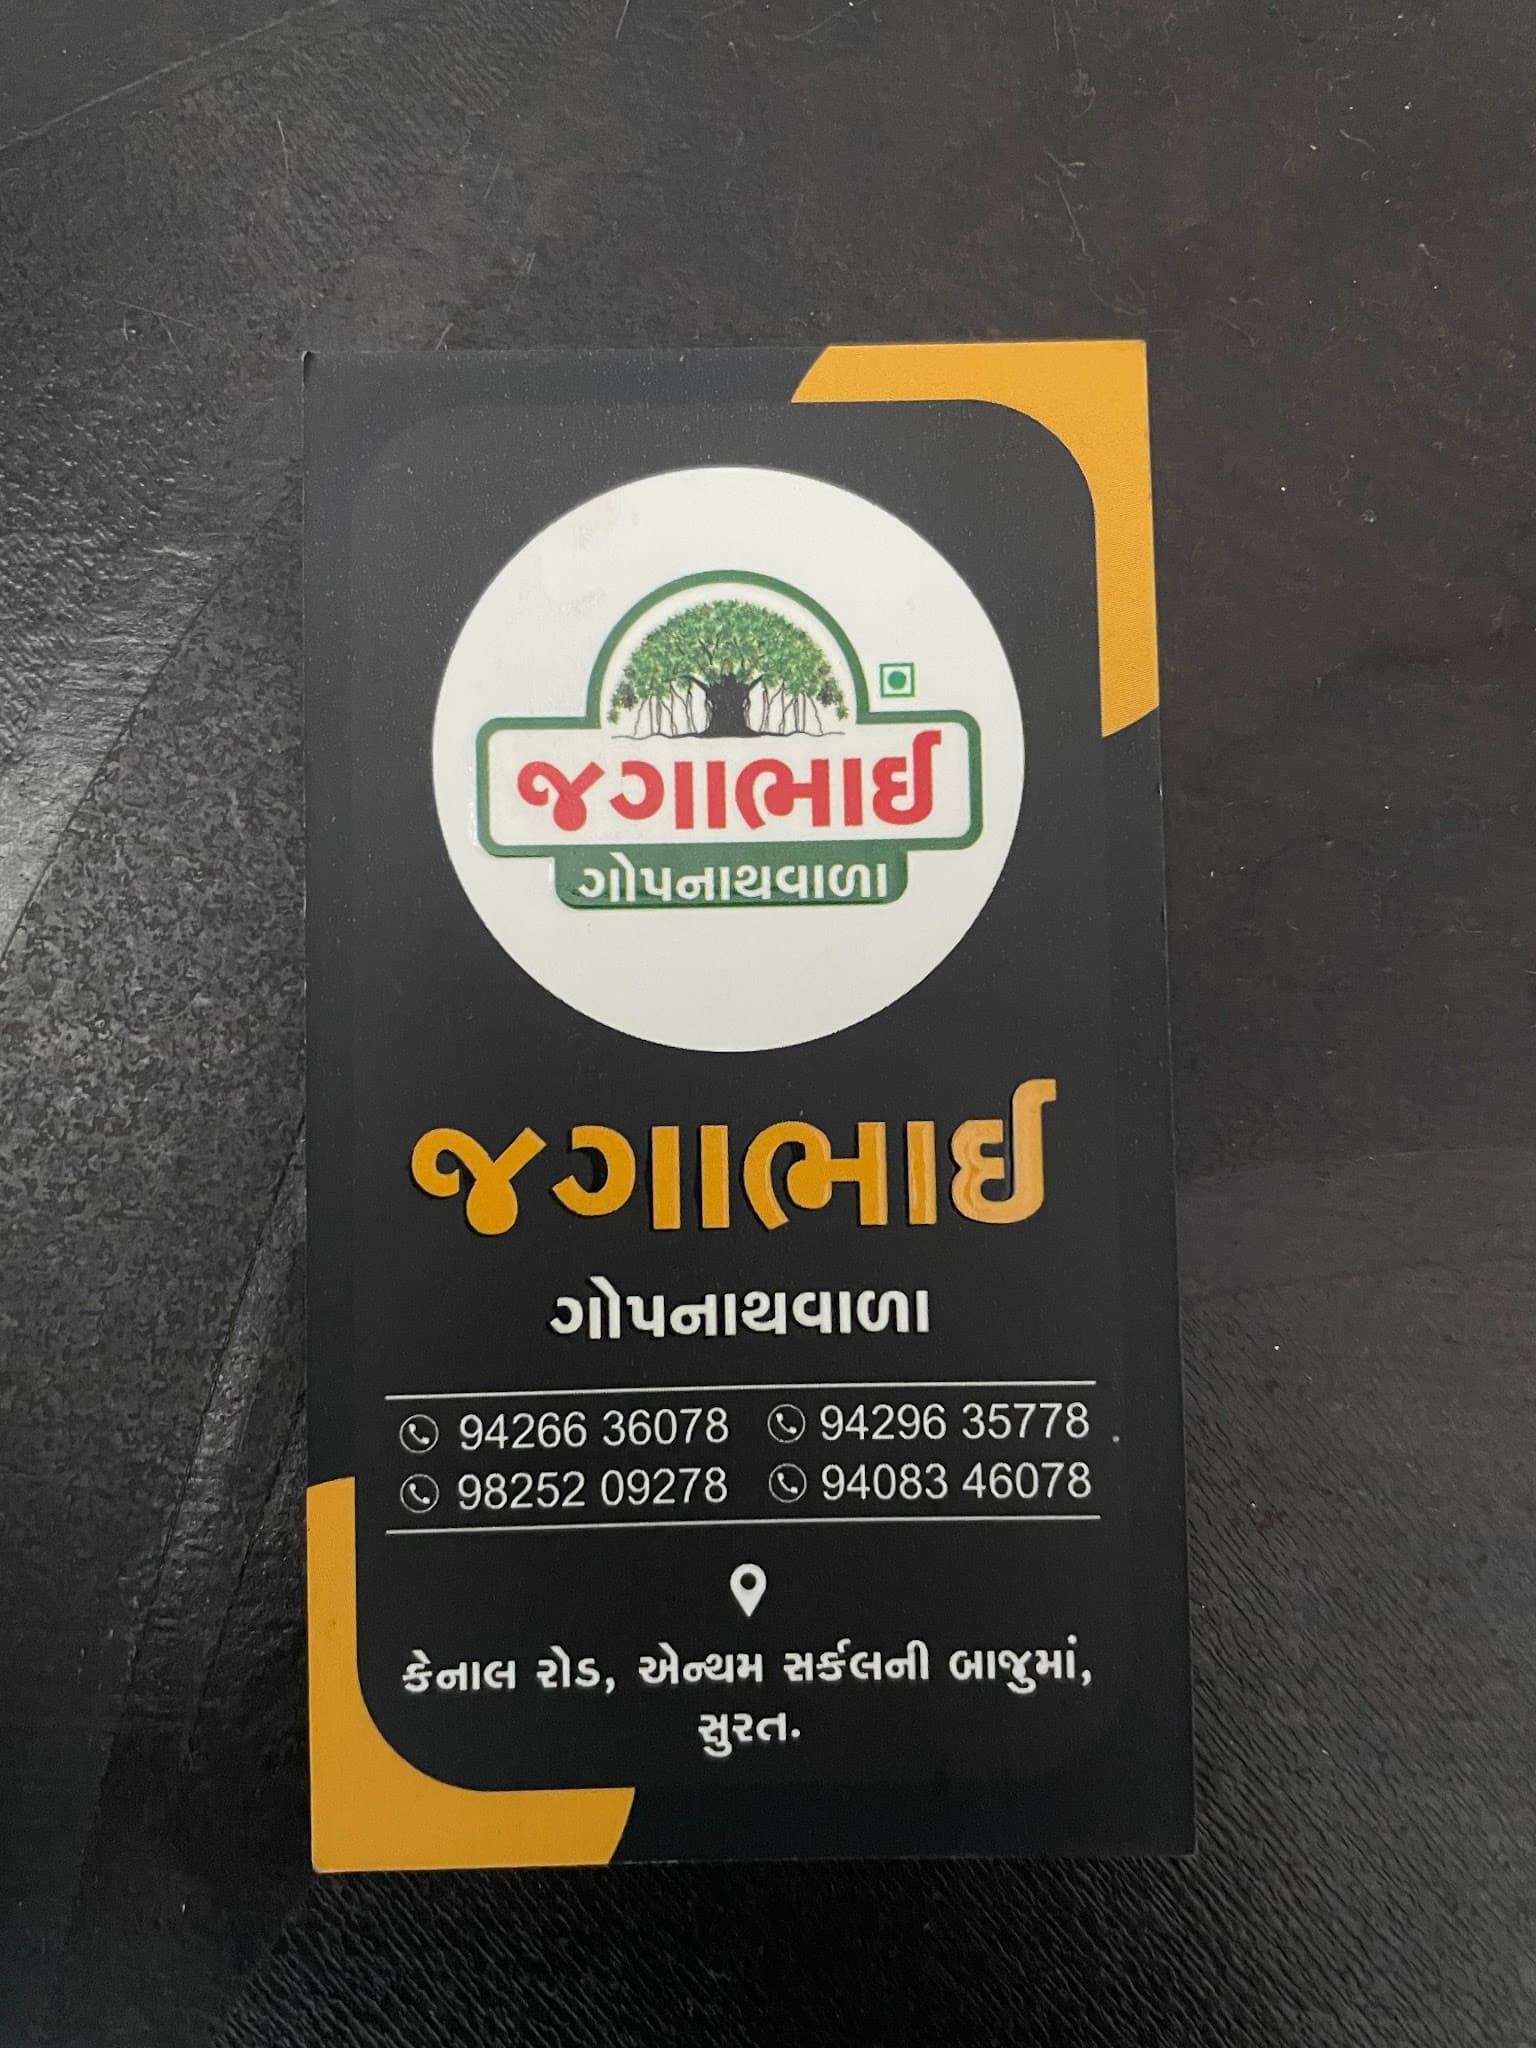 જગાભાઈ
ગોપનાથવાળા
જગાભાઈ
ગોપનાથવાળા
94266 36078 94296 35778
98252 09278 94083 46078
કેનાલ રોડ, એન્થમ સર્કલની બાજુમાં,
સુરત.